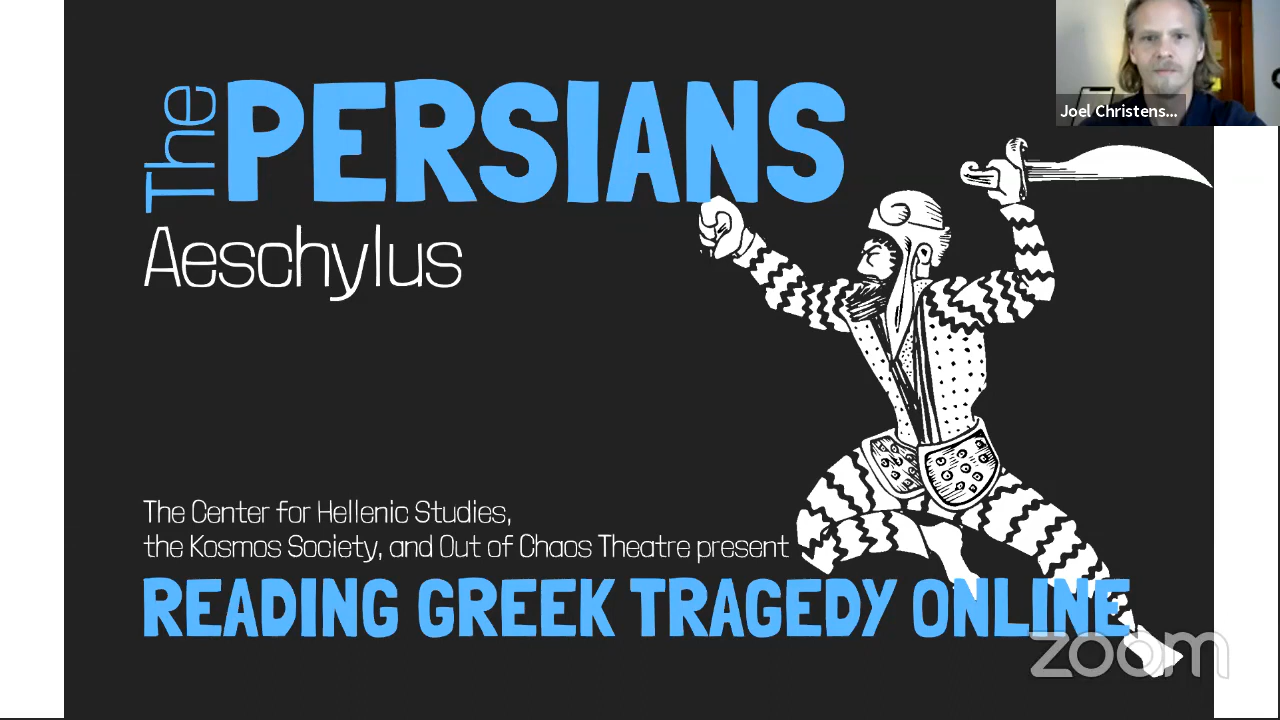 The PERSIANS
Aeschylus
Joel Christens...
The Center for Hellenic Studies,
the Kosmos Society, and Out of Chaos Theatre present
READING GREEK TRAGEDY ONLINE
zoom